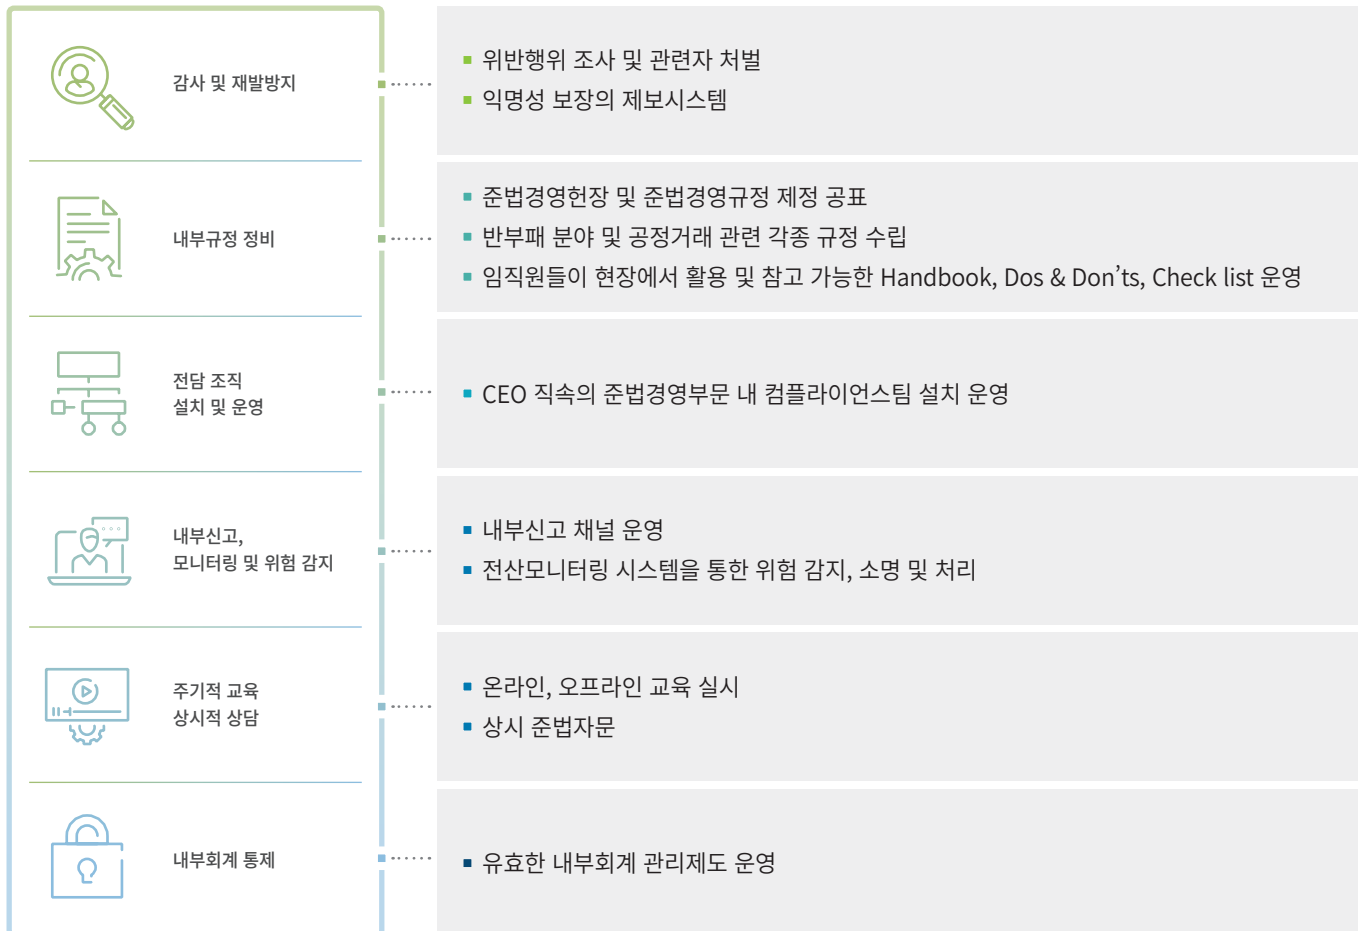 감사 및 재발방지
위반행위 조사 및 관련자 처벌
익명성 보장의 제보시스템
내부규정 정비
준법경영헌장 및 준법경영규정 제정 공표
반부패 분야 및 공정거래 관련 각종 규정 수립
임직원들이 현장에서 활용 및 참고 가능한 Handbook, Dos & Don’ts, Check list 운영
전담 조직
설치 및 운영
CEO 직속의 준법경영부문 내 컴플라이언스팀 설치 운영
내부신고,
모니터링 및 위험 감지
내부신고 채널 운영
전산모니터링 시스템을 통한 위험 감지, 소명 및 처리
주기적 교육
상시적 상담
온라인, 오프라인 교육 실시
상시 준법자문
내부회계 통제
유효한 내부회계 관리제도 운영